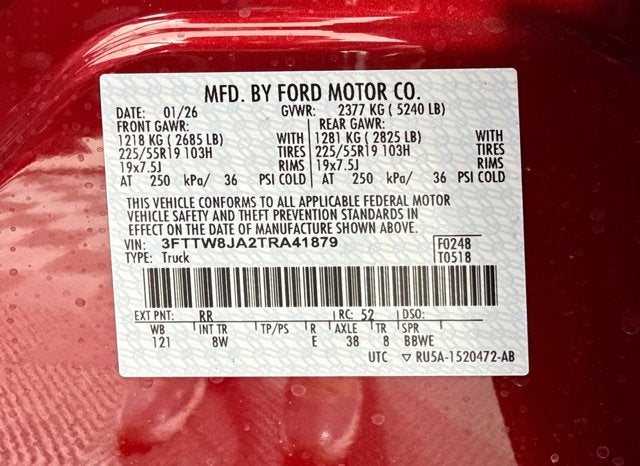 MFD. BY FORD MOTOR CO.
DATE: 01/26 GVWR: 2377 KG ( 5240 LB)
FRONT GAWR: REAR GAWR:
1218 KG ( 2685 LB) WITH 1281 KG ( 2825 LB) WITH
225/55R19 103H TIRES 225/55R19 103H TIRES
19x7.5J RIMS 19x7.5J RIMS
AT 250 kPa/ 36 PSI COLD AT 250 kPa/ 36 PSI COLD
THIS VEHICLE CONFORMS TO ALL APPLICABLE FEDERAL MOTOR
VEHICLE SAFETY AND THEFT PREVENTION STANDARDS IN
EFFECT ON THE DATE OF MANUFACTURE SHOWN ABOVE.
VIN: 3FTTW8JA2TRA41879 F0248
TYPE: Truck T0518
EXT PNT: RR RC: 52 DSO:
WB INT TR TP/PS R AXLE TR SPR
121 8W E 38 8 BBWE
UTC ▽ RU5A-1520472-AB